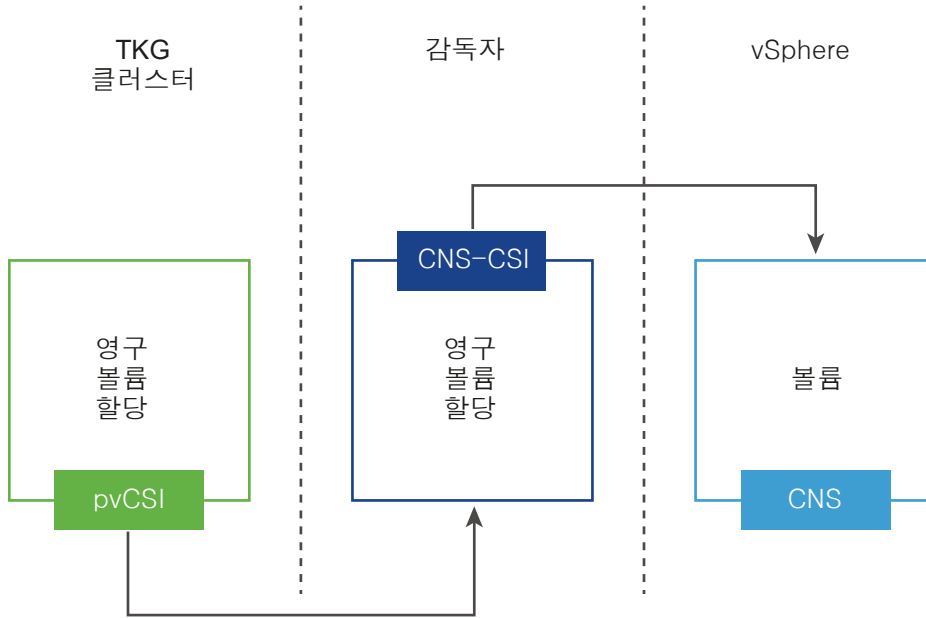 TKG
클러스터
감독자
vSphere
CNS-CSI
영구
볼륨
할당
영구
볼륨
할당
볼륨
pvCSI
CNS